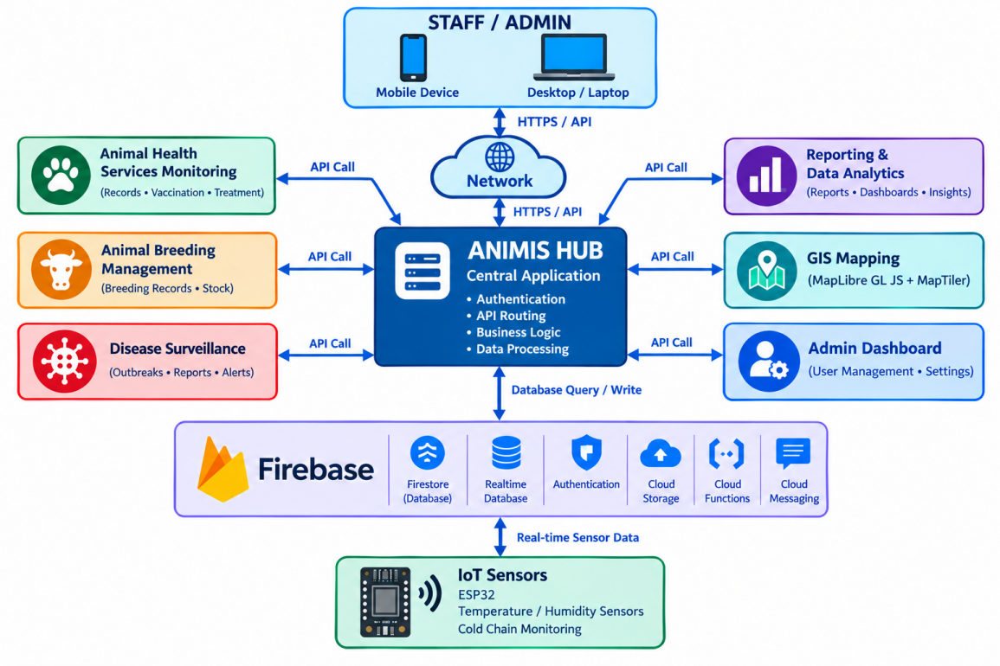 STAFF / ADMIN
Mobile Device
Desktop / Laptop
HTTPS / API
Network
HTTPS / API
Animal Health
Services Monitoring
(Records • Vaccination • Treatment)
API Call
Animal Breeding
Management
(Breeding Records • Stock)
API Call
Disease Surveillance
(Outbreaks • Reports • Alerts)
API Call
ANIMIS HUB
Central Application
• Authentication
• API Routing
• Business Logic
• Data Processing
API Call
Reporting &
Data Analytics
(Reports • Dashboards • Insights)
API Call
GIS Mapping
(MapLibre GL JS + MapTiler)
API Call
Admin Dashboard
(User Management • Settings)
Database Query / Write
Firebase
Firestore
(Database)
Realtime
Database
Authentication
Cloud
Storage
Cloud
Functions
Cloud
Messaging
Real-time Sensor Data
IoT Sensors
ESP32
Temperature / Humidity Sensors
Cold Chain Monitoring